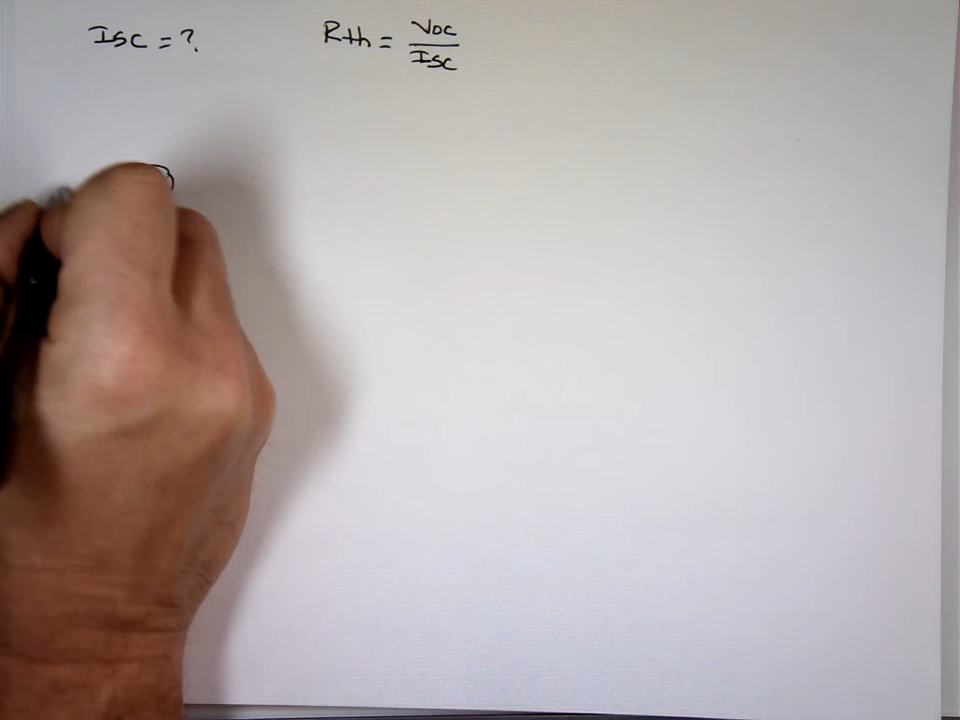 Isc = ?
Rth = Voc / Isc